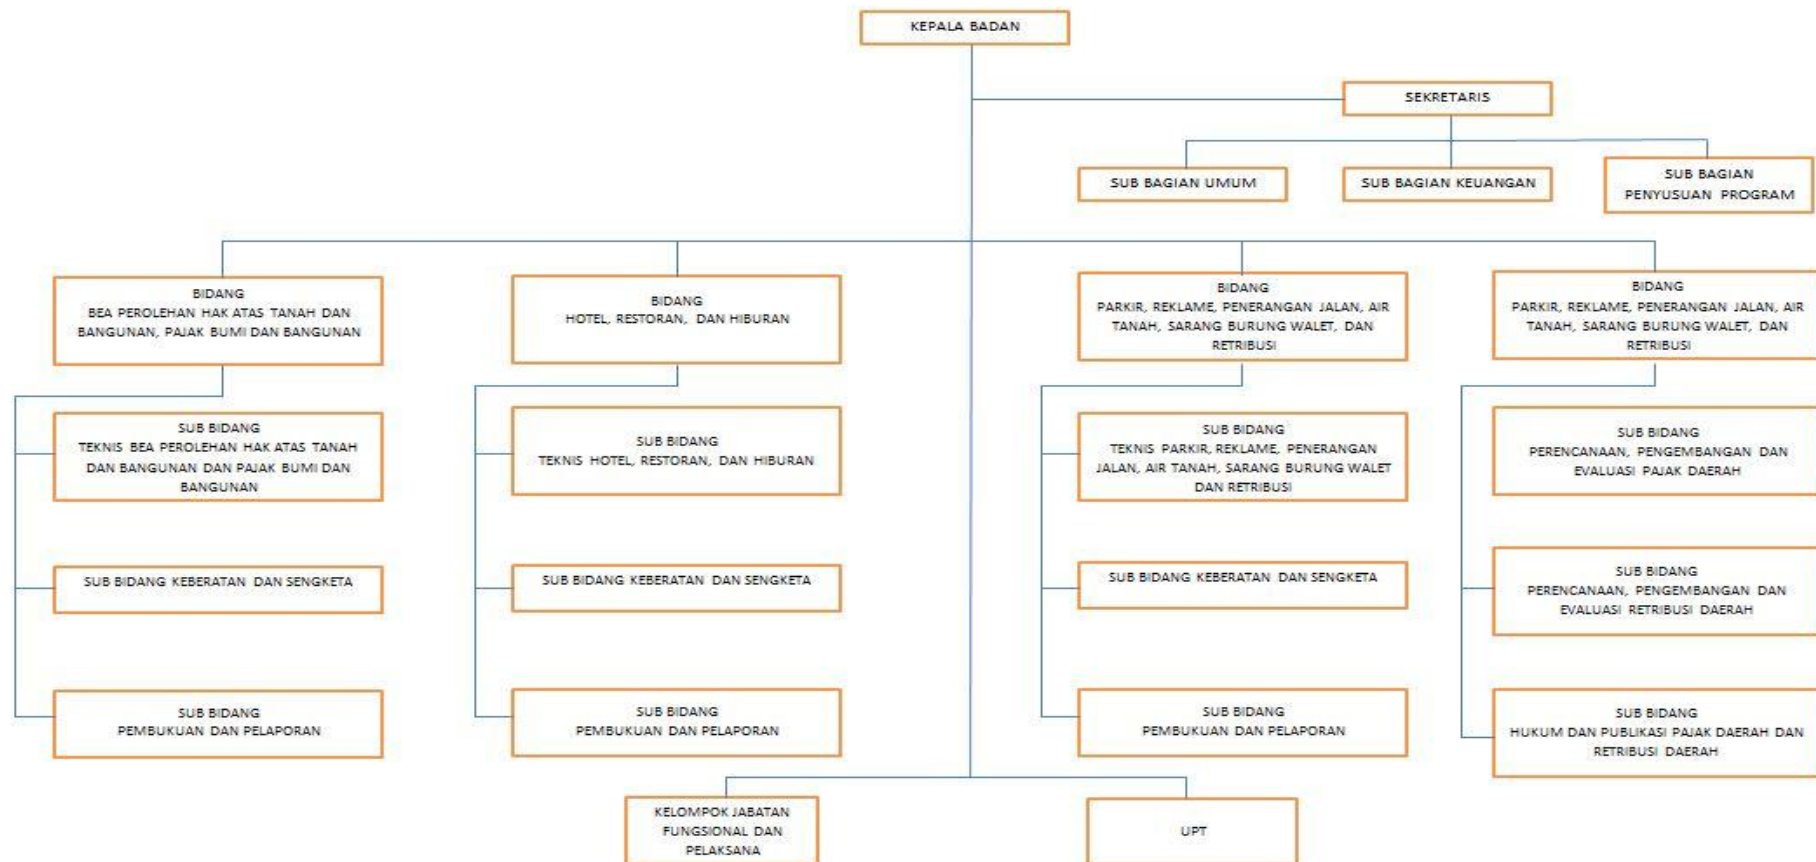 KEPALA BADAN
SEKRETARIS
SUB BAGIAN UMUM
SUB BAGIAN KEUANGAN
SUB BAGIAN
PENYUSUAN PROGRAM
BIDANG
BEA PEROLEHAN HAK ATAS TANAH DAN
BANGUNAN, PAJAK BUMI DAN BANGUNAN
BIDANG
HOTEL, RESTORAN, DAN HIBURAN
BIDANG
PARKIR, REKLAME, PENERANGAN JALAN, AIR
TANAH, SARANG BURUNG WALET, DAN
RETRIBUSI
BIDANG
PARKIR, REKLAME, PENERANGAN JALAN, AIR
TANAH, SARANG BURUNG WALET, DAN
RETRIBUSI
SUB BIDANG
TEKNIS BEA PEROLEHAN HAK ATAS TANAH
DAN BANGUNAN DAN PAJAK BUMI DAN
BANGUNAN
SUB BIDANG
TEKNIS HOTEL, RESTORAN, DAN HIBURAN
SUB BIDANG
TEKNIS PARKIR, REKLAME, PENERANGAN
JALAN, AIR TANAH, SARANG BURUNG WALET
DAN RETRIBUSI
SUB BIDANG
PERENCANAAN, PENGEMBANGAN DAN
EVALUASI PAJAK DAERAH
SUB BIDANG KEBERATAN DAN SENGKETA
SUB BIDANG KEBERATAN DAN SENGKETA
SUB BIDANG KEBERATAN DAN SENGKETA
SUB BIDANG
PERENCANAAN, PENGEMBANGAN DAN
EVALUASI RETRIBUSI DAERAH
SUB BIDANG
PEMBUKUAN DAN PELAPORAN
SUB BIDANG
PEMBUKUAN DAN PELAPORAN
SUB BIDANG
PEMBUKUAN DAN PELAPORAN
SUB BIDANG
HUKUM DAN PUBLIKASI PAJAK DAERAH DAN
RETRIBUSI DAERAH
KELOMPOK JABATAN
FUNGSIONAL DAN
PELAKSANA
UPT